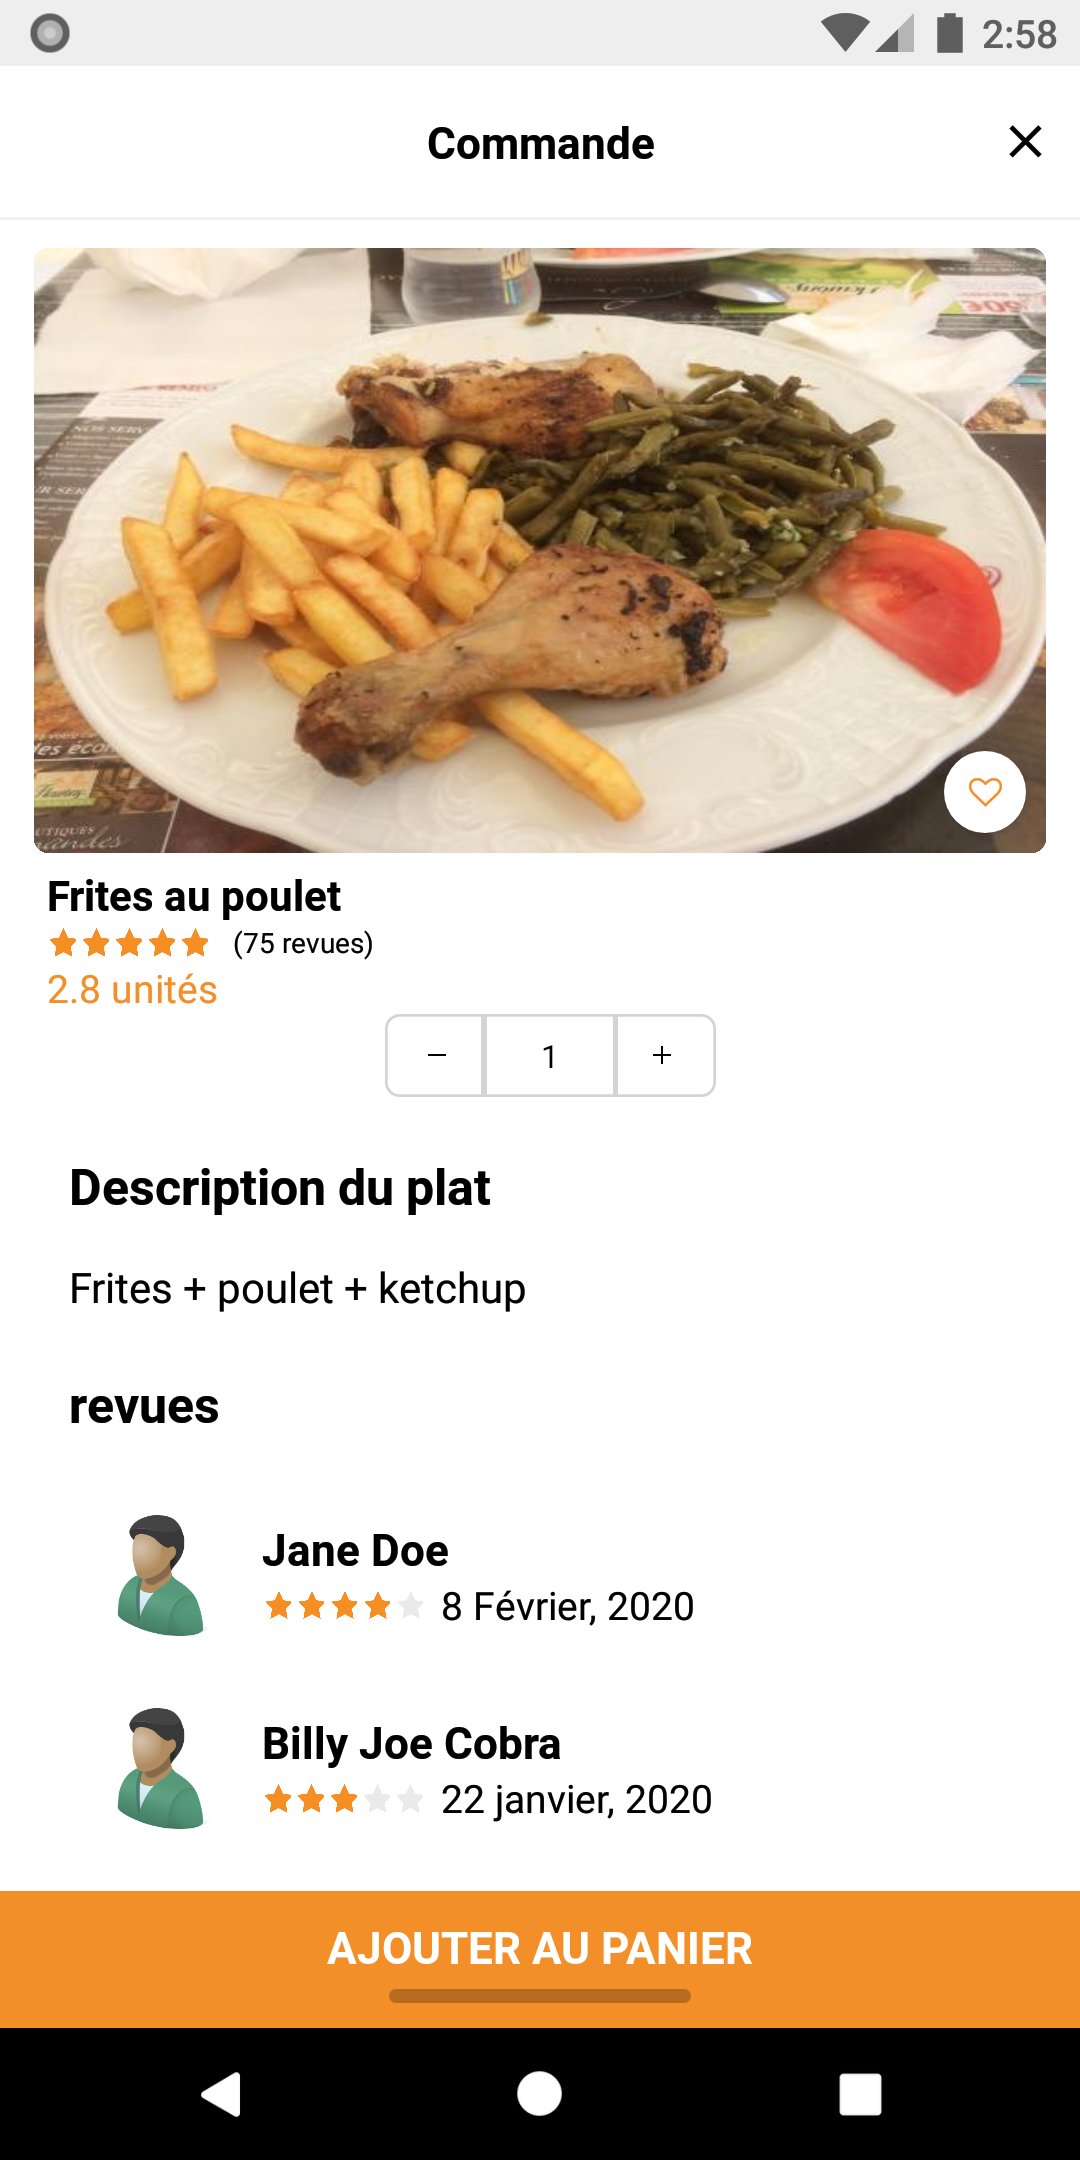 2:58
Commande
Frites au poulet
(75 revues)
2.8 unités
1
Description du plat
Frites + poulet + ketchup
revues
Jane Doe
8 Février, 2020
Billy Joe Cobra
22 janvier, 2020
AJOUTER AU PANIER